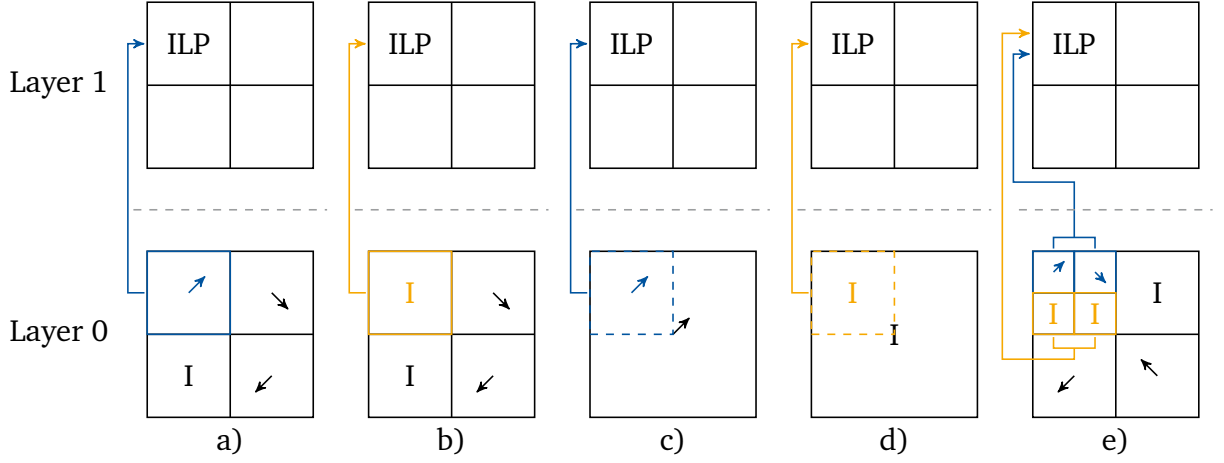 Layer 1
ILP ILP ILP ILP ILP
Layer 0
I I I I I
I I I I
a) b) c) d) e)